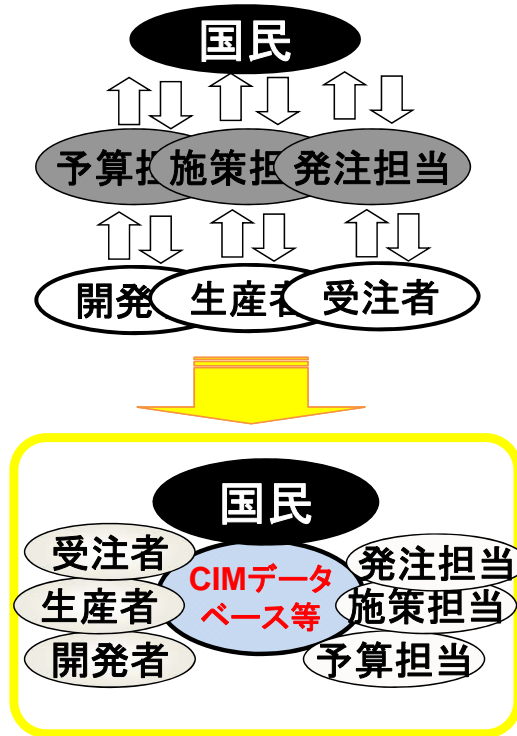 国民
予算担
施策担
発注担当
開発
生産者
受注者
国民
受注者
生産者
開発者
CIMデータ
ベース等
発注担当
施策担当
予算担当